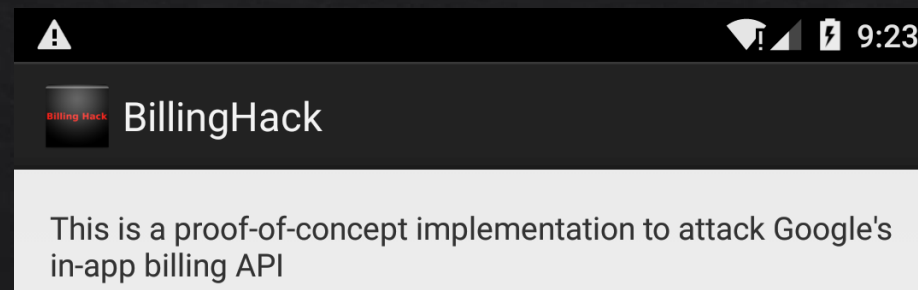 9:23
Billing Hack
BillingHack
This is a proof-of-concept implementation to attack Google's
in-app billing API